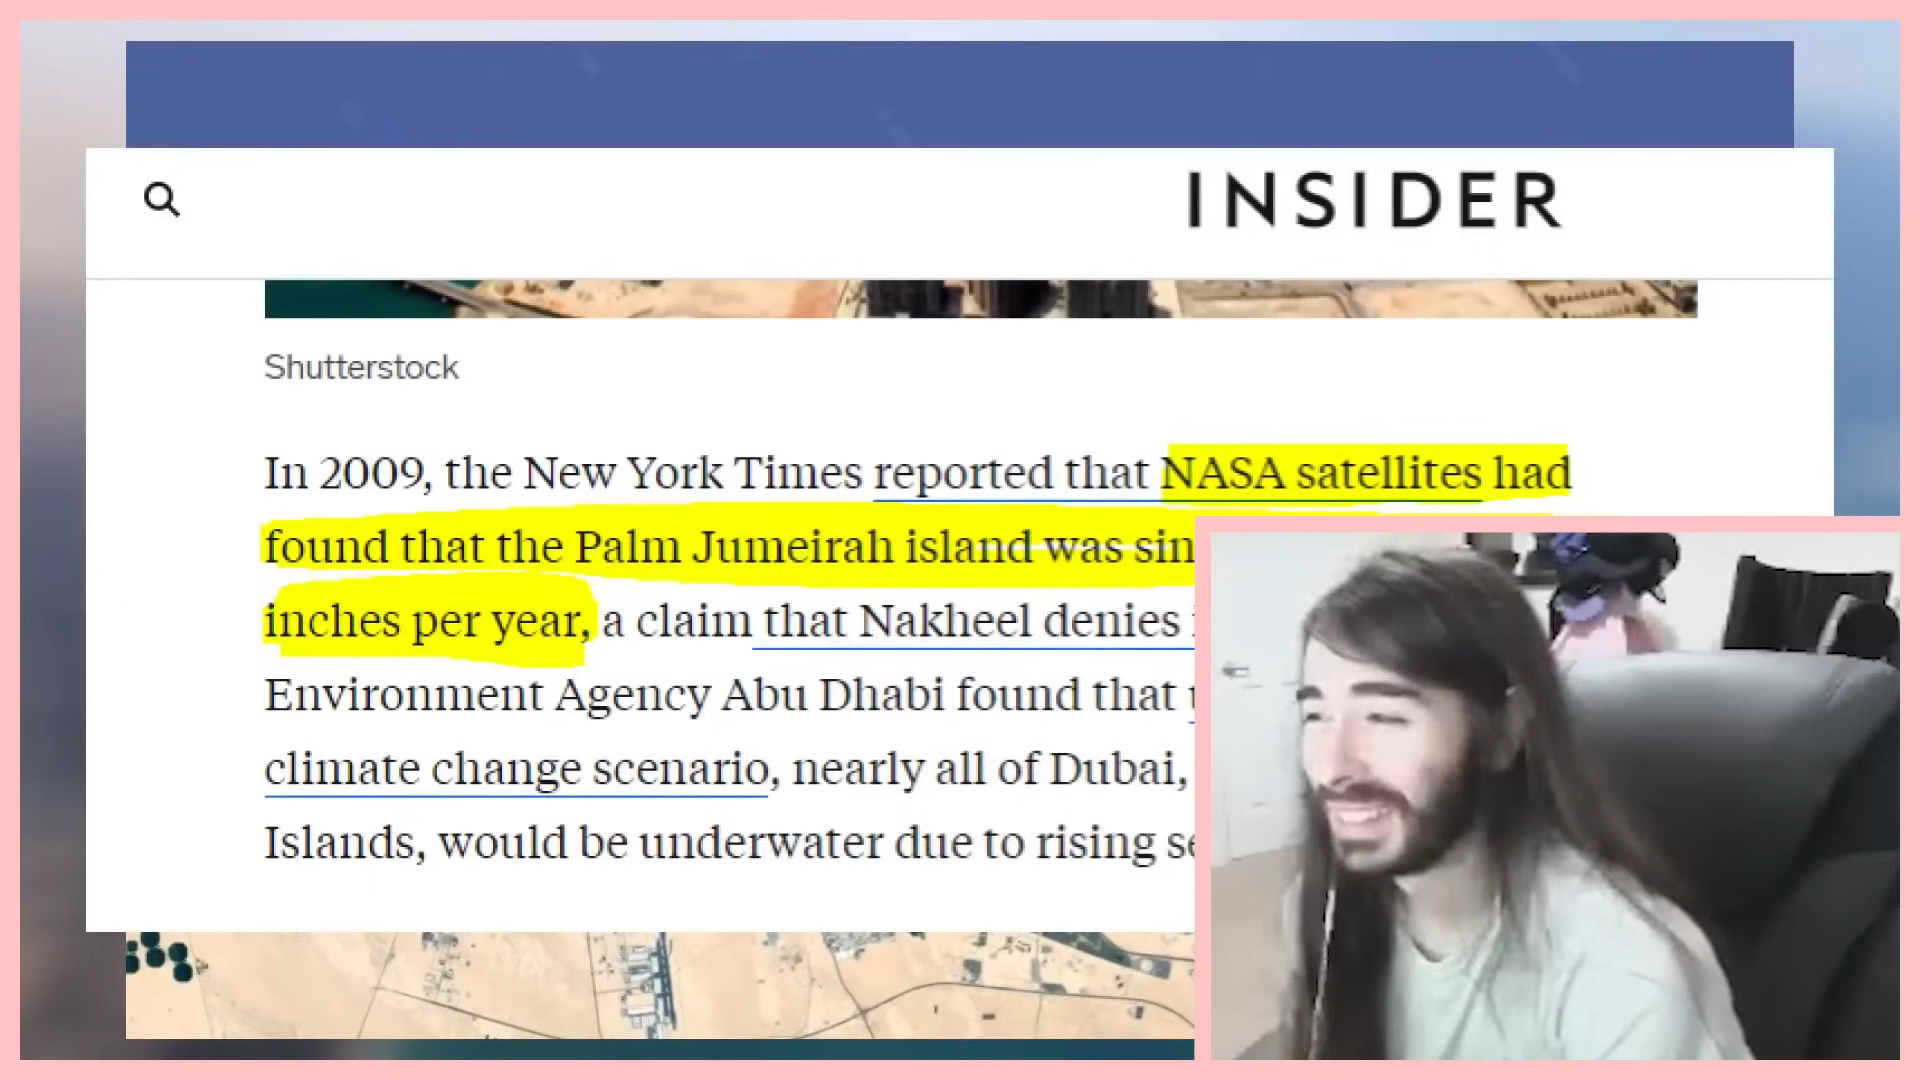 INSIDER
Shutterstock
In 2009, the New York Times reported that NASA satellites had
found that the Palm Jumeirah island was
inches per year, a claim that Nakheel denies
Environment Agency Abu Dhabi found that
climate change scenario, nearly all of Dubai,
Islands, would be underwater due to rising